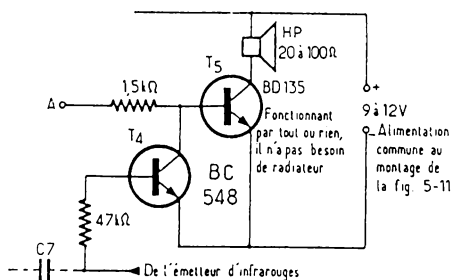 HP
20 à 100Ω
T5
1,5kΩ
BD135
A
Fonctionnant
par tout ou rien,
il n'a pas besoin
de radiateur
+
9 à 12V
- Alimentation
commune au
montage de
la fig. 5-11
T4
BC
548
47kΩ
C7
De l'émetteur d'infrarouges